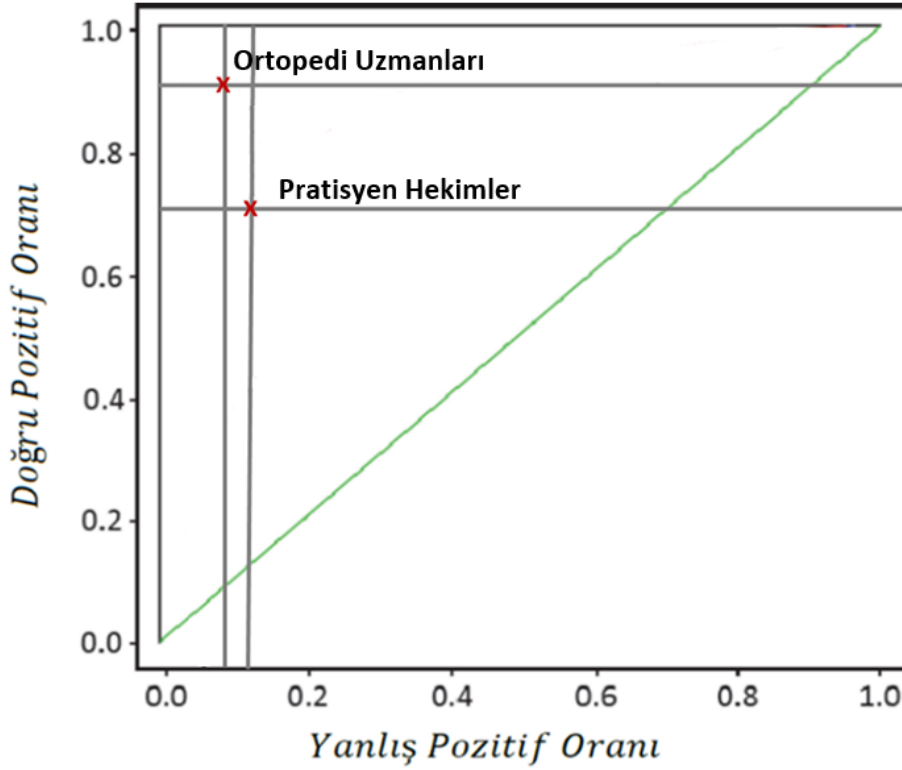 1.0
Ortopedi Uzmanları
0.8
Pratisyen Hekimler
0.6
0.4
0.2
0.0
Doğru Pozitif Oranı
0.0 0.2 0.4 0.6 0.8 1.0
Yanlış Pozitif Oranı